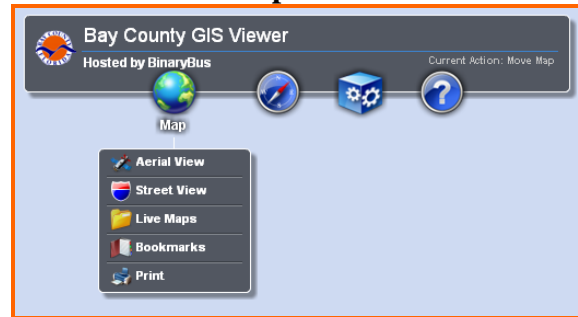 Bay County GIS Viewer
Hosted by BinaryBus
Current Action: Move Map
?
Map
Aerial View
Street View
Live Maps
Bookmarks
Print